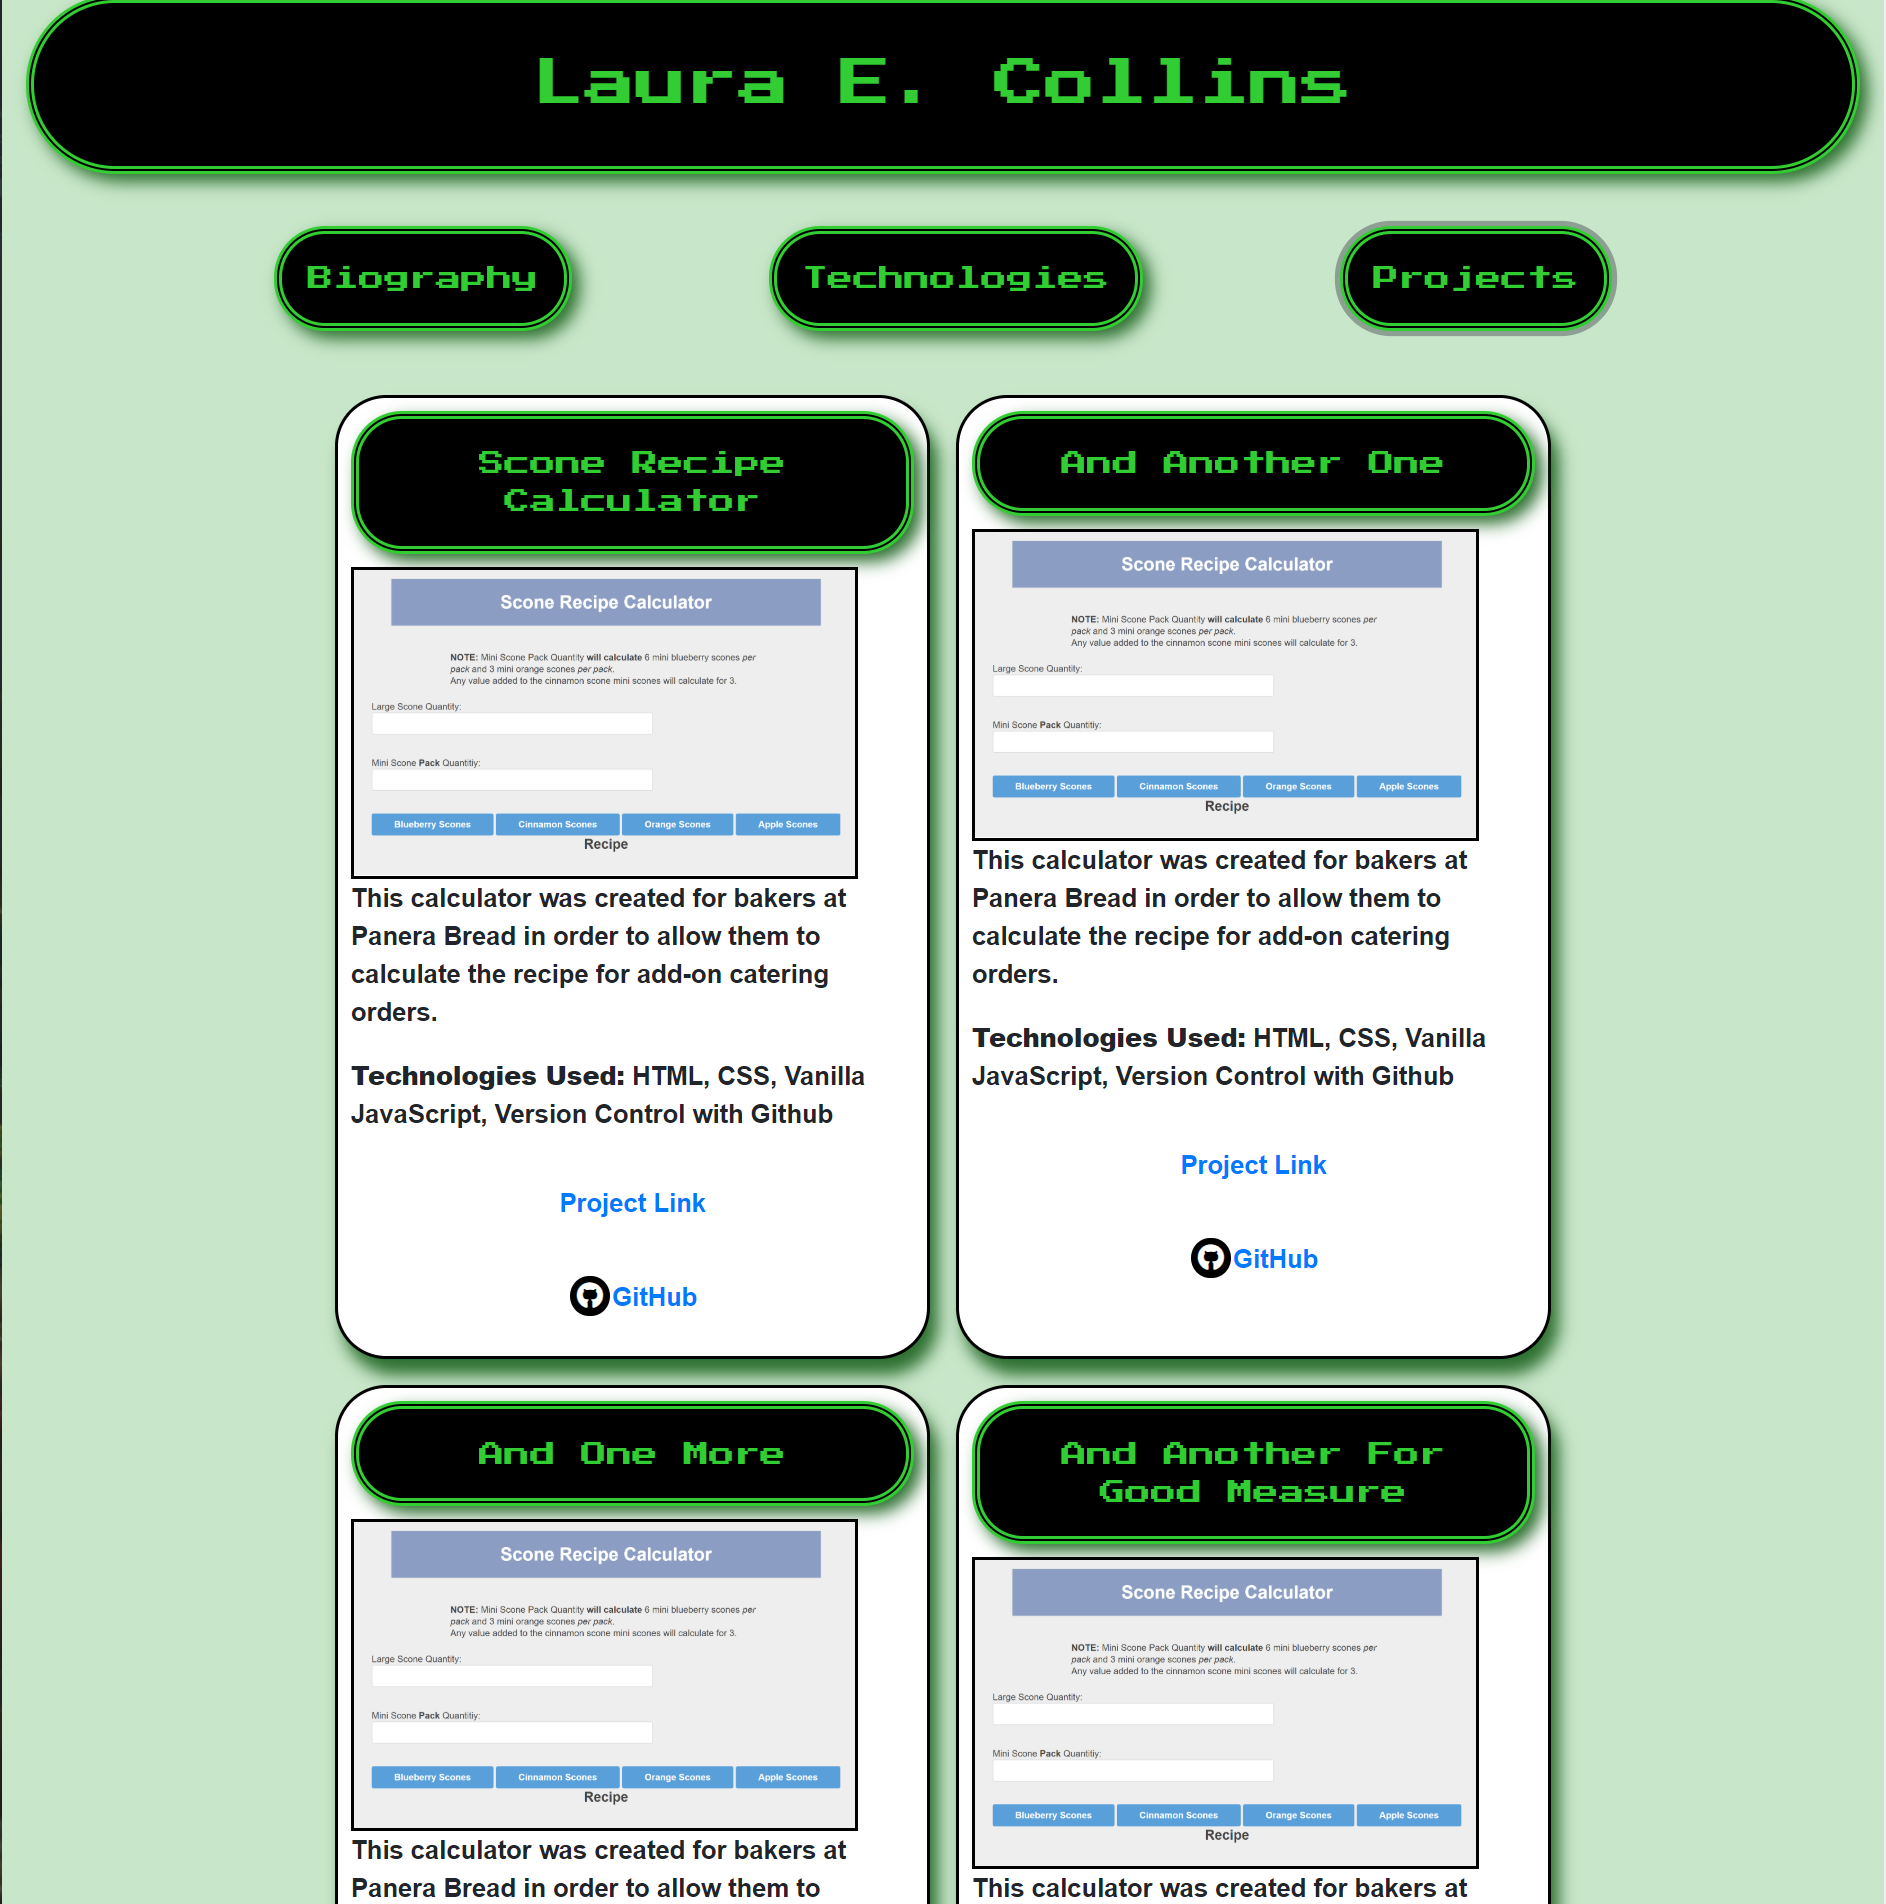 Laura E. Collins
Biography
Technologies
Projects
Scone Recipe
Calculator
Scone Recipe Calculator
NOTE: Mini Scone Pack Quantity will calculate 6 mini blueberry scones per
pack and 3 mini orange scones per pack.
Any value added to the cinnamon scone mini scones will calculate for 3.
Large Scone Quantity:
Mini Scone Pack Quantitiy:
Blueberry Scones
Cinnamon Scones
Orange Scones
Apple Scones
Recipe
This calculator was created for bakers at
Panera Bread in order to allow them to
calculate the recipe for add-on catering
orders.
Technologies Used: HTML, CSS, Vanilla
JavaScript, Version Control with Github
Project Link
GitHub
And Another One
Scone Recipe Calculator
NOTE: Mini Scone Pack Quantity will calculate 6 mini blueberry scones per
pack and 3 mini orange scones per pack.
Any value added to the cinnamon scone mini scones will calculate for 3.
Large Scone Quantity:
Mini Scone Pack Quantitiy:
Blueberry Scones
Cinnamon Scones
Orange Scones
Apple Scones
Recipe
This calculator was created for bakers at
Panera Bread in order to allow them to
calculate the recipe for add-on catering
orders.
Technologies Used: HTML, CSS, Vanilla
JavaScript, Version Control with Github
Project Link
GitHub
And One More
Scone Recipe Calculator
NOTE: Mini Scone Pack Quantity will calculate 6 mini blueberry scones per
pack and 3 mini orange scones per pack.
Any value added to the cinnamon scone mini scones will calculate for 3.
Large Scone Quantity:
Mini Scone Pack Quantitiy:
Blueberry Scones
Cinnamon Scones
Orange Scones
Apple Scones
Recipe
This calculator was created for bakers at
Panera Bread in order to allow them to
And Another For
Good Measure
Scone Recipe Calculator
NOTE: Mini Scone Pack Quantity will calculate 6 mini blueberry scones per
pack and 3 mini orange scones per pack.
Any value added to the cinnamon scone mini scones will calculate for 3.
Large Scone Quantity:
Mini Scone Pack Quantitiy:
Blueberry Scones
Cinnamon Scones
Orange Scones
Apple Scones
Recipe
This calculator was created for bakers at